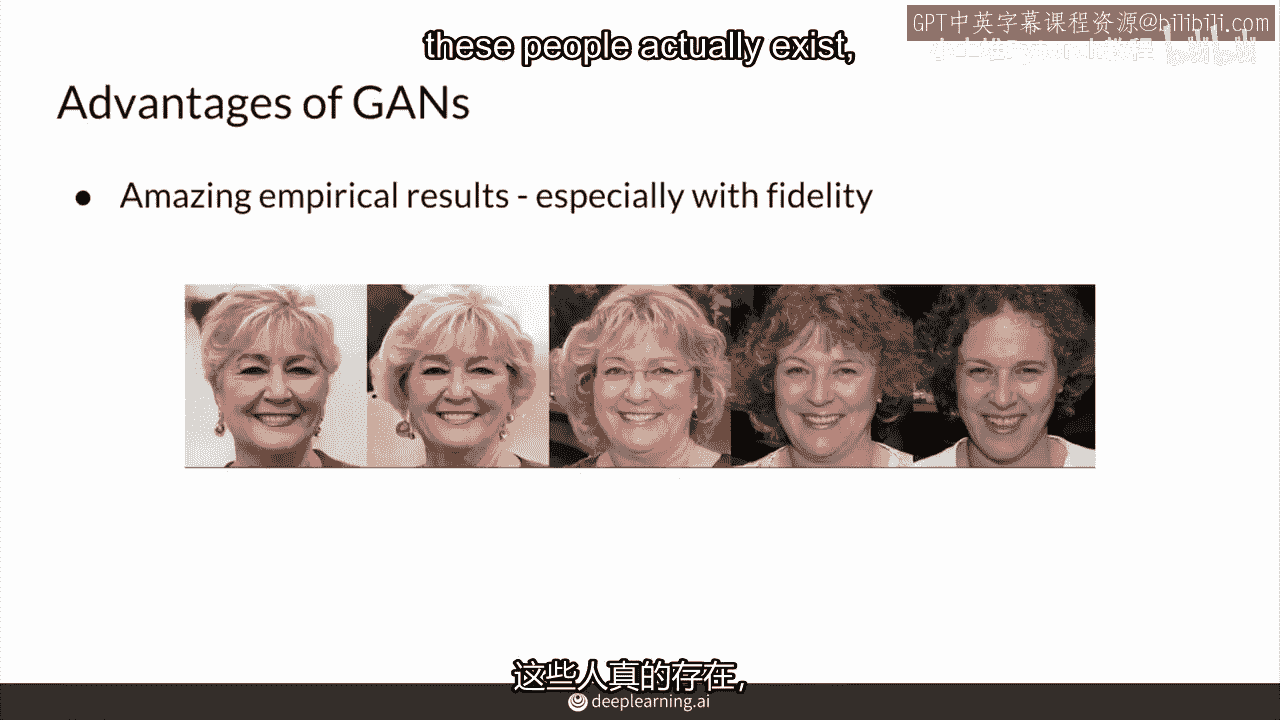 these people actually exist,
GPT中英字幕课程资源@bilibili.com
Advantages of GANs
● Amazing empirical results - especially with fidelity
这些人真的存在,
deeplearning.ai